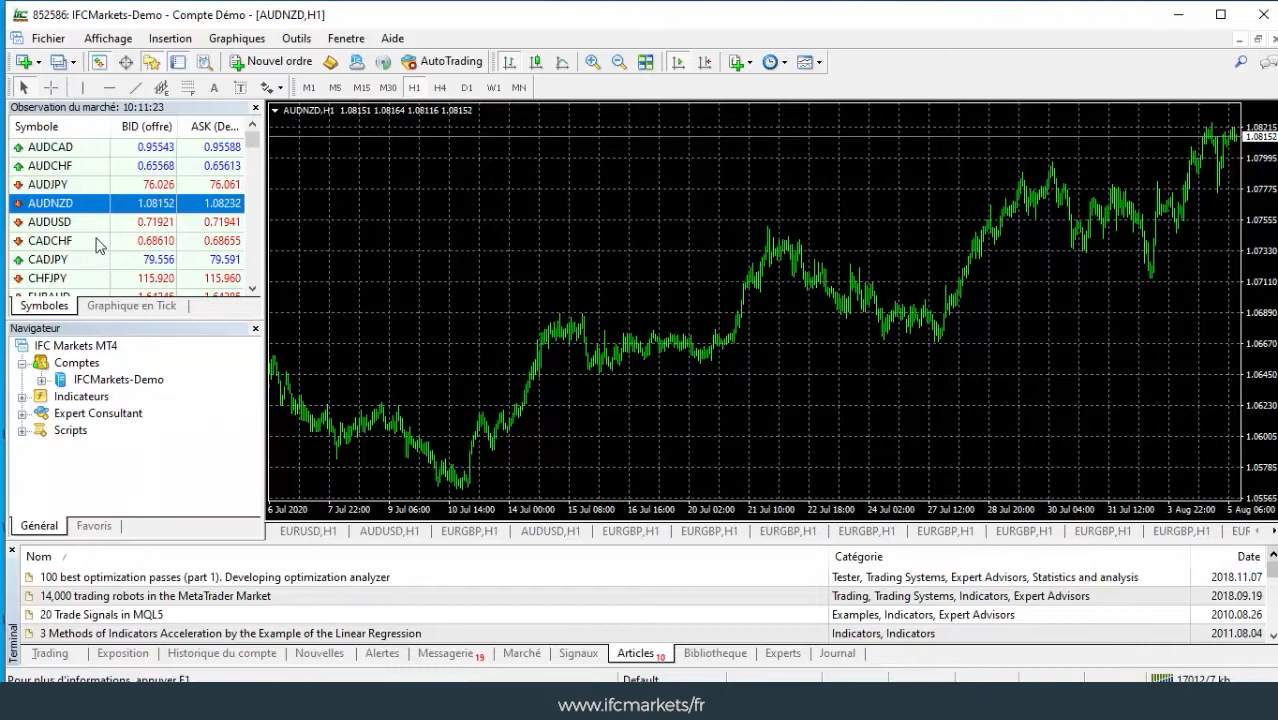 852586: IFCMarkets-Demo - Compte Démo - [AUDNZD,H1]
Fichier Affichage Insertion Graphiques Outils Fenetre Aide
Nouvel ordre AutoTrading
A T M1 M5 M15 M30 H1 H4 D1 W1 MN
Observation du marché: 10:11:23
Symbole BID (offre) ASK (De...
AUDCAD 0.95543 0.95588
AUDCHF 0.65568 0.65613
AUDJPY 76.026 76.061
AUDNZD 1.08152 1.08232
AUDUSD 0.71921 0.71941
CADCHF 0.68610 0.68655
CADJPY 79.556 79.591
CHFJPY 115.920 115.960
Symboles Graphique en Tick
Navigateur
IFC Markets MT4
Comptes
IFCMarkets-Demo
Indicateurs
Expert Consultant
Scripts
Général Favoris
AUDNZD,H1 1.08151 1.08164 1.08116 1.08152
1.08215
1.08152
1.07995
1.07775
1.07555
1.07330
1.07110
1.06890
1.06670
1.06450
1.06230
1.06005
1.05785
1.05565
6 Jul 2020 7 Jul 22:00 9 Jul 06:00 10 Jul 14:00 14 Jul 00:00 15 Jul 08:00 16 Jul 16:00 20 Jul 02:00 21 Jul 10:00 22 Jul 18:00 24 Jul 02:00 27 Jul 12:00 28 Jul 20:00 30 Jul 04:00 31 Jul 12:00 3 Aug 22:00 5 Aug 06:00
EURUSD,H1 AUDUSD,H1 EURGBP,H1 AUDUSD,H1 EURGBP,H1 EURGBP,H1 EURGBP,H1 EURGBP,H1 EURGBP,H1 EURGBP,H1 EUR
Nom / Catégorie Date
100 best optimization passes (part 1). Developing optimization analyzer Tester, Trading Systems, Expert Advisors, Statistics and analysis 2018.11.07
14,000 trading robots in the MetaTrader Market Trading, Trading Systems, Indicators, Expert Advisors 2018.09.19
20 Trade Signals in MQL5 Examples, Indicators, Expert Advisors 2010.08.26
3 Methods of Indicators Acceleration by the Example of the Linear Regression Indicators, Indicators 2011.08.04
Terminal
Trading Exposition Historique du compte Nouvelles Alertes Messagerie 19 Marché Signaux Articles 10 Bibliotheque Experts Journal
Pour plus d'informations, appuyer F1 Default 17012/7 kb
www.ifcmarkets/fr